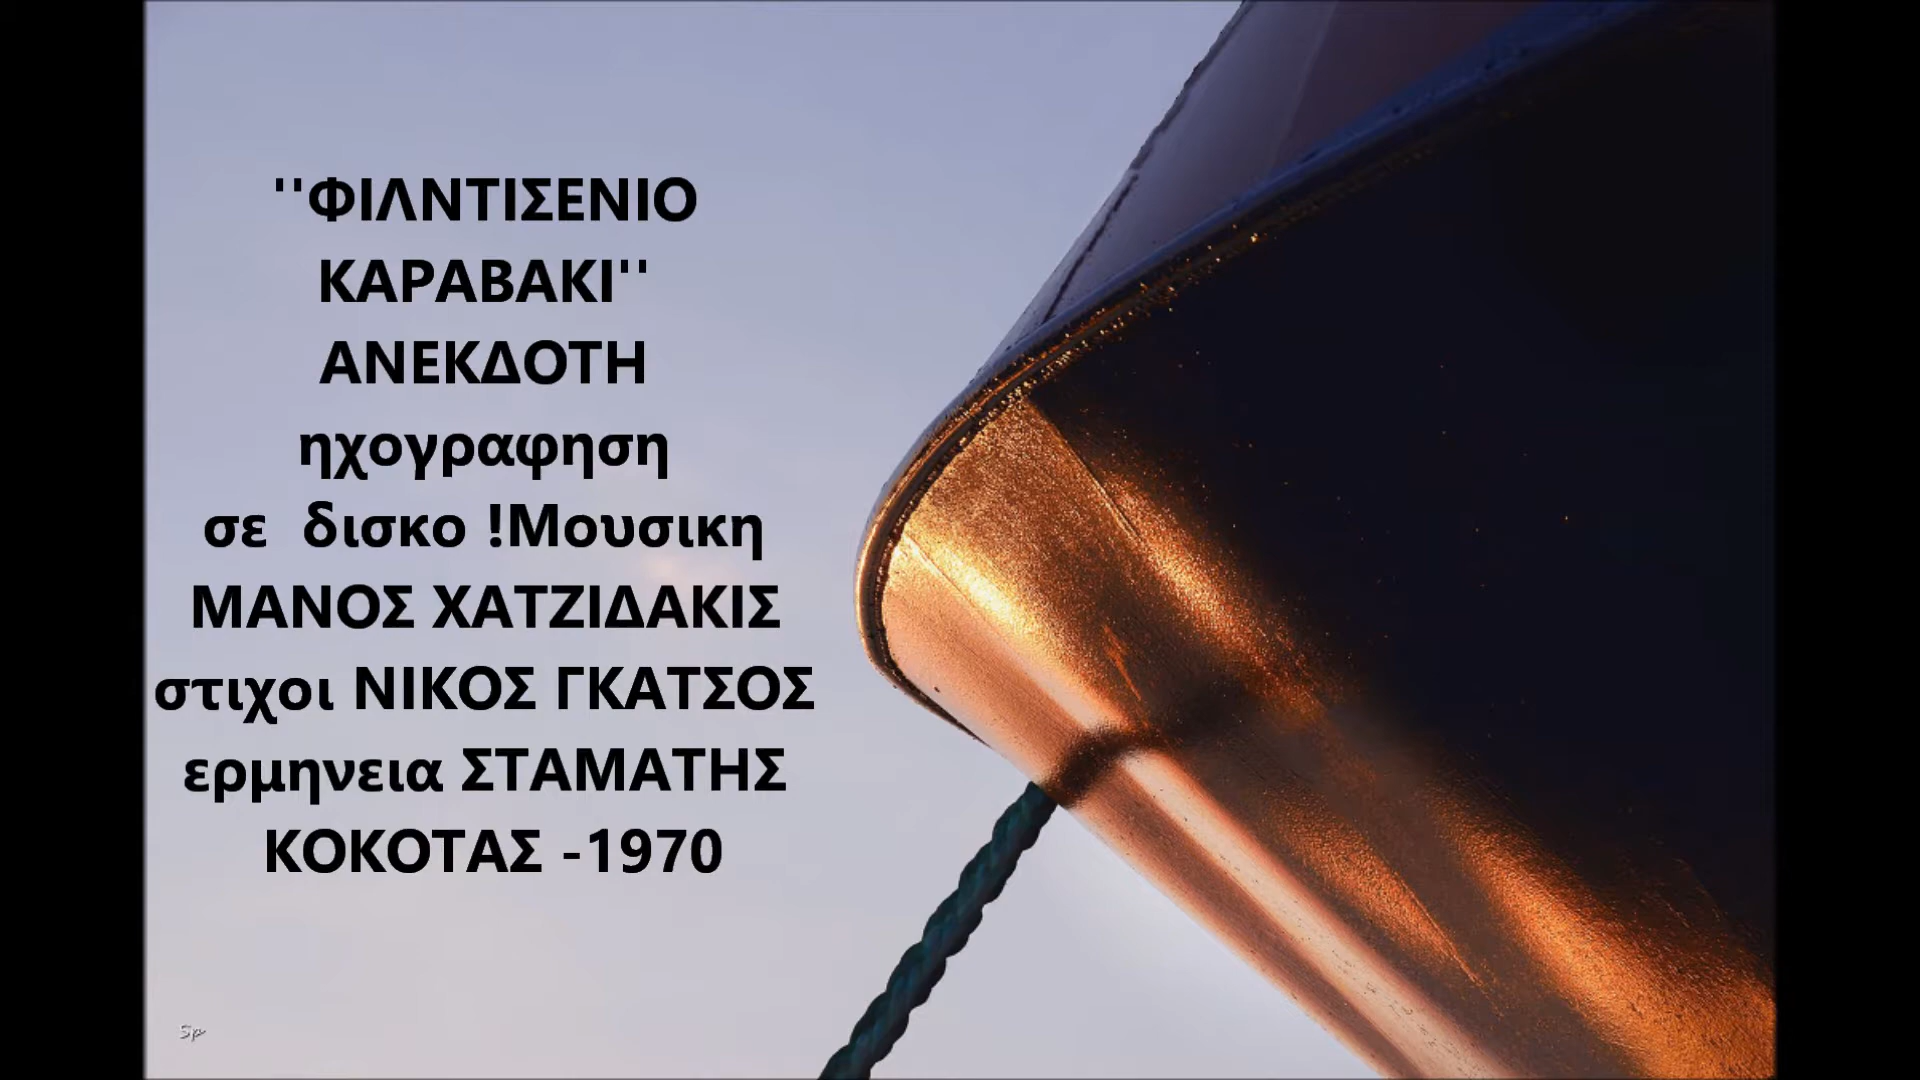 ''ΦΙΛΝΤΙΣΕΝΙΟ
ΚΑΡΑΒΑΚΙ''
ΑΝΕΚΔΟΤΗ
ηχογραφηση
σε  δισκο !Μουσικη
ΜΑΝΟΣ ΧΑΤΖΙΔΑΚΙΣ
στιχοι ΝΙΚΟΣ ΓΚΑΤΣΟΣ
ερμηνεια ΣΤΑΜΑΤΗΣ
ΚΟΚΟΤΑΣ -1970